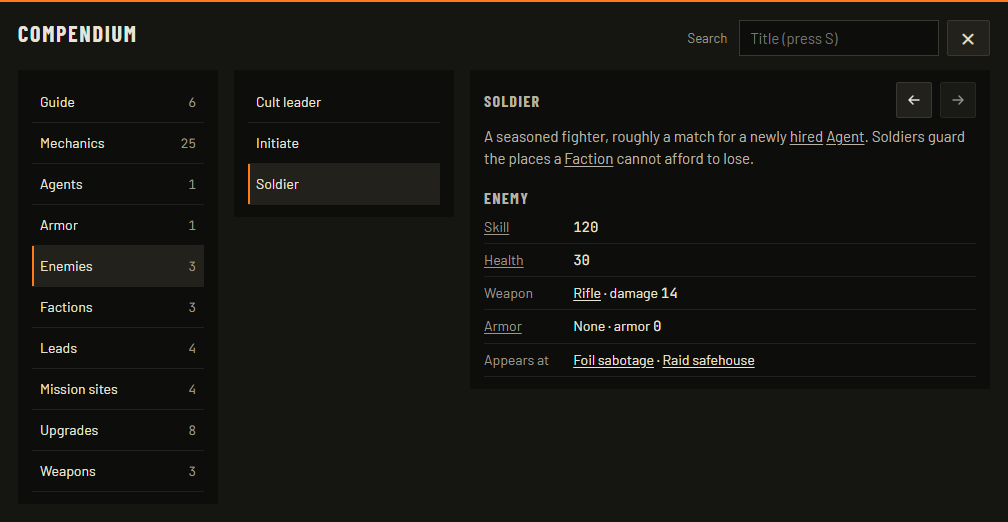 COMPENDIUM
Search
Title (press S)
✕
Guide 6
Mechanics 25
Agents 1
Armor 1
Enemies 3
Factions 3
Leads 4
Mission sites 4
Upgrades 8
Weapons 3
Cult leader
Initiate
Soldier
SOLDIER
← →
A seasoned fighter, roughly a match for a newly hired Agent. Soldiers guard
the places a Faction cannot afford to lose.
ENEMY
Skill 120
Health 30
Weapon Rifle · damage 14
Armor None · armor 0
Appears at Foil sabotage · Raid safehouse